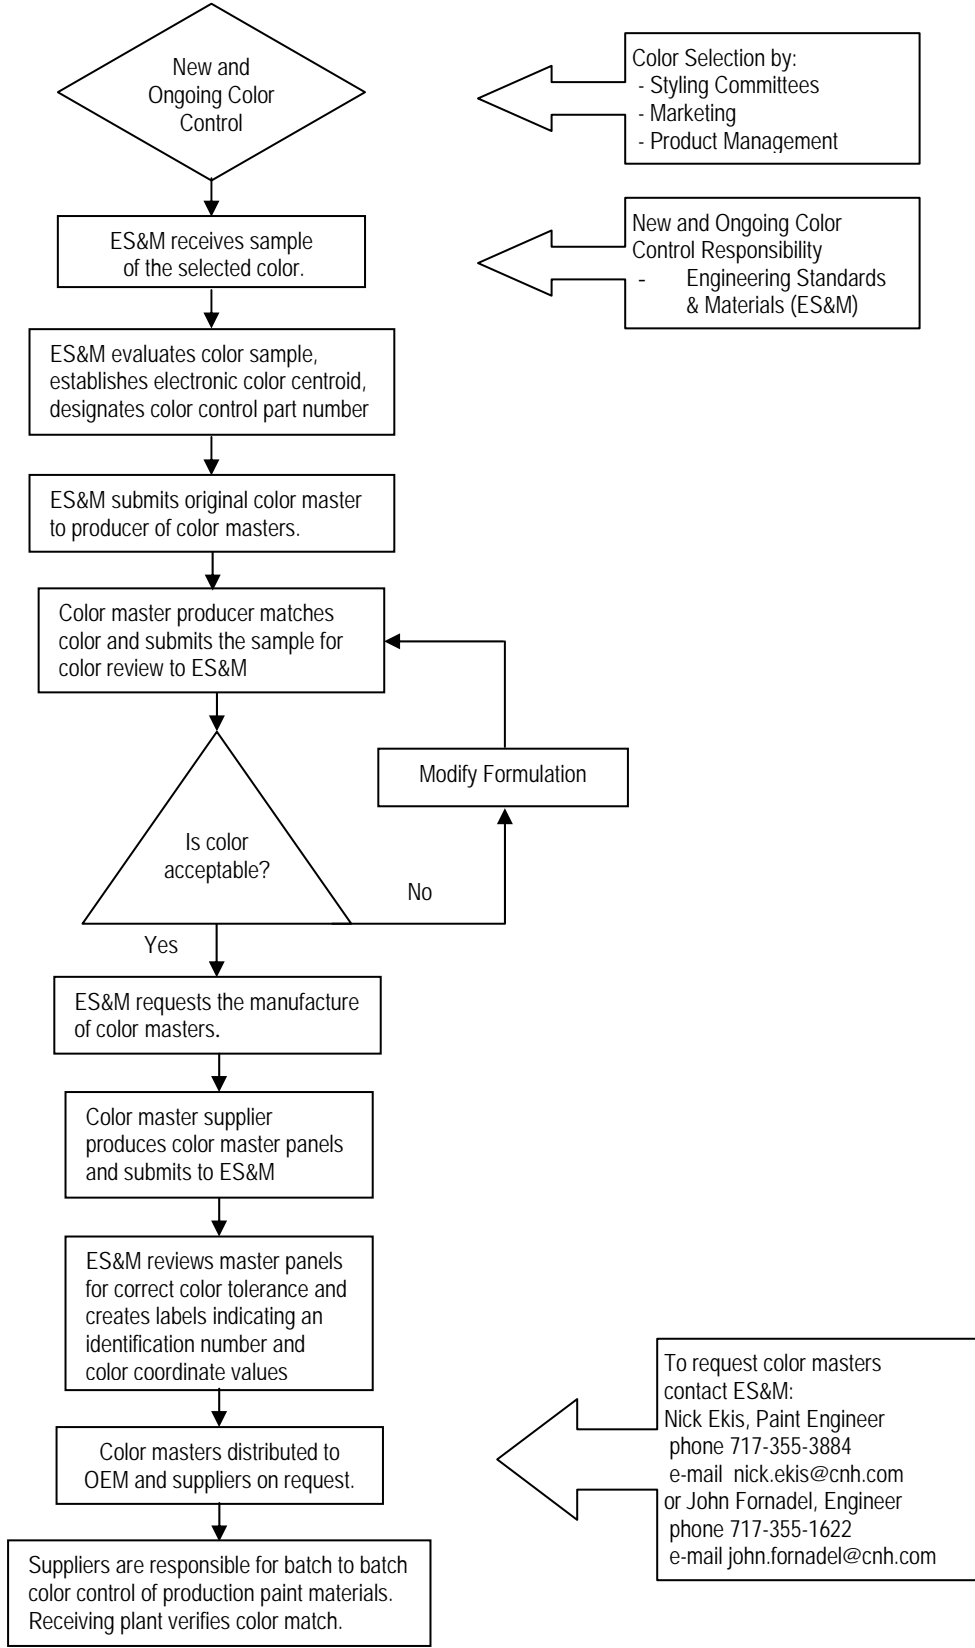 New and
Ongoing Color
Control
Color Selection by:
- Styling Committees
- Marketing
- Product Management
ES&M receives sample
of the selected color.
New and Ongoing Color
Control Responsibility
- Engineering Standards
& Materials (ES&M)
ES&M evaluates color sample,
establishes electronic color centroid,
designates color control part number
ES&M submits original color master
to producer of color masters.
Color master producer matches
color and submits the sample for
color review to ES&M
Modify Formulation
Is color
acceptable?
No
Yes
ES&M requests the manufacture
of color masters.
Color master supplier
produces color master panels
and submits to ES&M
ES&M reviews master panels
for correct color tolerance and
creates labels indicating an
identification number and
color coordinate values
To request color masters
contact ES&M:
Nick Ekis, Paint Engineer
phone 717-355-3884
e-mail nick.ekis@cnh.com
or John Fornadel, Engineer
phone 717-355-1622
e-mail john.fornadel@cnh.com
Color masters distributed to
OEM and suppliers on request.
Suppliers are responsible for batch to batch
color control of production paint materials.
Receiving plant verifies color match.